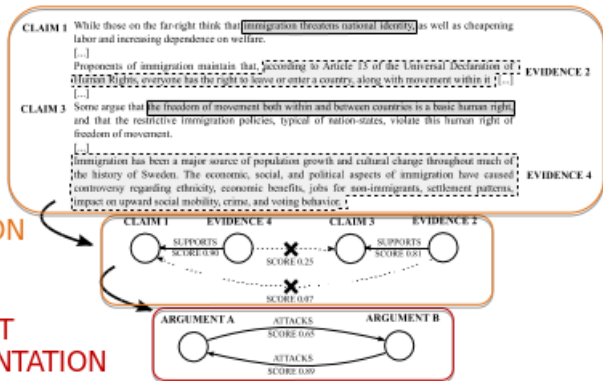 CLAIM 1
While those on the far-right think that immigration threatens national identity, as well as cheapening
labor and increasing dependence on welfare.
[...]
Proponents of immigration maintain that, according to Article 13 of the Universal Declaration of
Human Rights, everyone has the right to leave or enter a country, along with movement within it [...]
EVIDENCE 2
[...]
CLAIM 3
Some argue that the freedom of movement both within and between countries is a basic human right,
and that the restrictive immigration policies, typical of nation-states, violate this human right of
freedom of movement.
[...]
Immigration has been a major source of population growth and cultural change throughout much of
the history of Sweden. The economic, social, and political aspects of immigration have caused
controversy regarding ethnicity, economic benefits, jobs for non-immigrants, settlement patterns,
impact on upward social mobility, crime, and voting behavior.
EVIDENCE 4
ON
CLAIM 1 EVIDENCE 4 CLAIM 3 EVIDENCE 2
SUPPORTS
SCORE 0.90
SCORE 0.25
SUPPORTS
SCORE 0.81
SCORE 0.07
T
NTATION
ARGUMENT A
ARGUMENT B
ATTACKS
SCORE 0.65
ATTACKS
SCORE 0.89